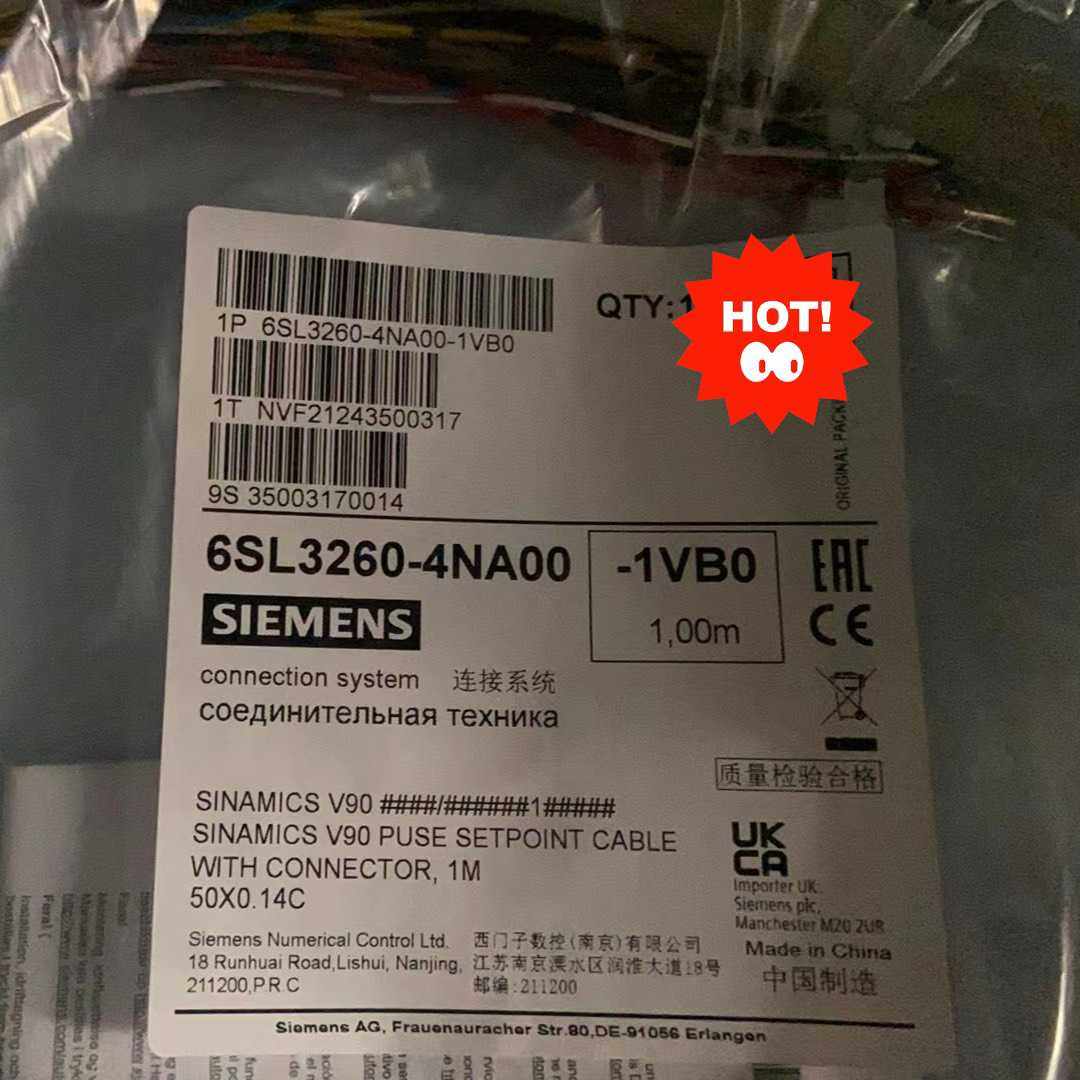 1P 6SL3260-4NA00-1VB0
QTY:1
HOT!
1T NVF21243500317
9S 35003170014
ORIGINAL PACK
6SL3260-4NA00
-1VB0
1,00m
EAC
CE
SIEMENS
connection system 连接系统
соединительная техника
质量检验合格
SINAMICS V90 ####/######1#####
SINAMICS V90 PUSE SETPOINT CABLE
WITH CONNECTOR, 1M
50X0.14C
UK
CA
Importer UK.
Siemens plc,
Manchester M20 2UR
Made in China
中国制造
Siemens Numerical Control Ltd. 西门子数控(南京)有限公司
18 Runhuai Road,Lishui, Nanjing, 江苏南京溧水区润淮大道18号
211200,P.R.C 邮编:211200
Siemens AG, Frauenauracher Str.80,DE-91056 Erlangen